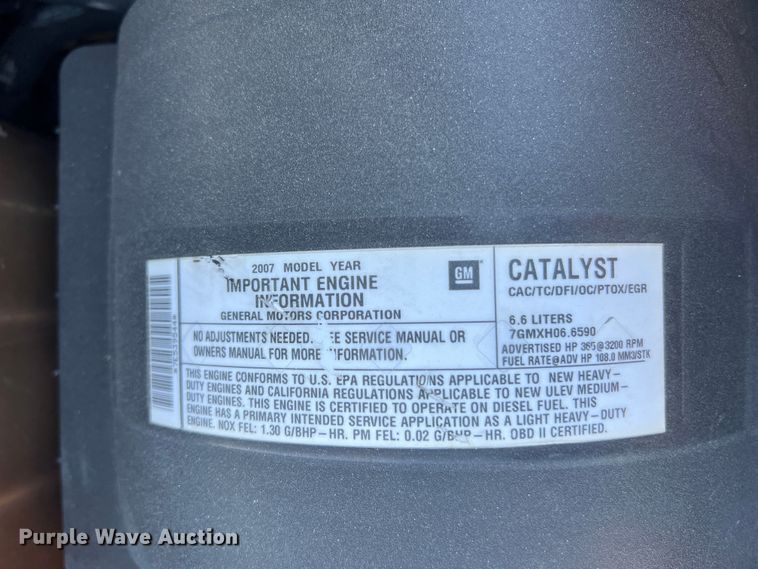 2007 MODEL YEAR
IMPORTANT ENGINE
INFORMATION
GENERAL MOTORS CORPORATION
GM
CATALYST
CAC/TC/DFI/OC/PTOX/EGR
NO ADJUSTMENTS NEEDED. EE SERVICE MANUAL OR
OWNERS MANUAL FOR MORE INFORMATION.
6.6 LITERS
7GMXH06.6590
ADVERTISED HP 365@3200 RPM
FUEL RATE@ADV HP 108.0 MM3/STK
THIS ENGINE CONFORMS TO U.S. EPA REGULATIONS APPLICABLE TO NEW HEAVY-
DUTY ENGINES AND CALIFORNIA REGULATIONS APPLICABLE TO NEW ULEV MEDIUM-
DUTY ENGINES. THIS ENGINE IS CERTIFIED TO OPERATE ON DIESEL FUEL. THIS
ENGINE HAS A PRIMARY INTENDED SERVICE APPLICATION AS A LIGHT HEAVY-DUTY
ENGINE. NOX FEL: 1.30 G/BHP-HR. PM FEL: 0.02 G/BHP-HR. OBD II CERTIFIED.
Purple Wave Auction